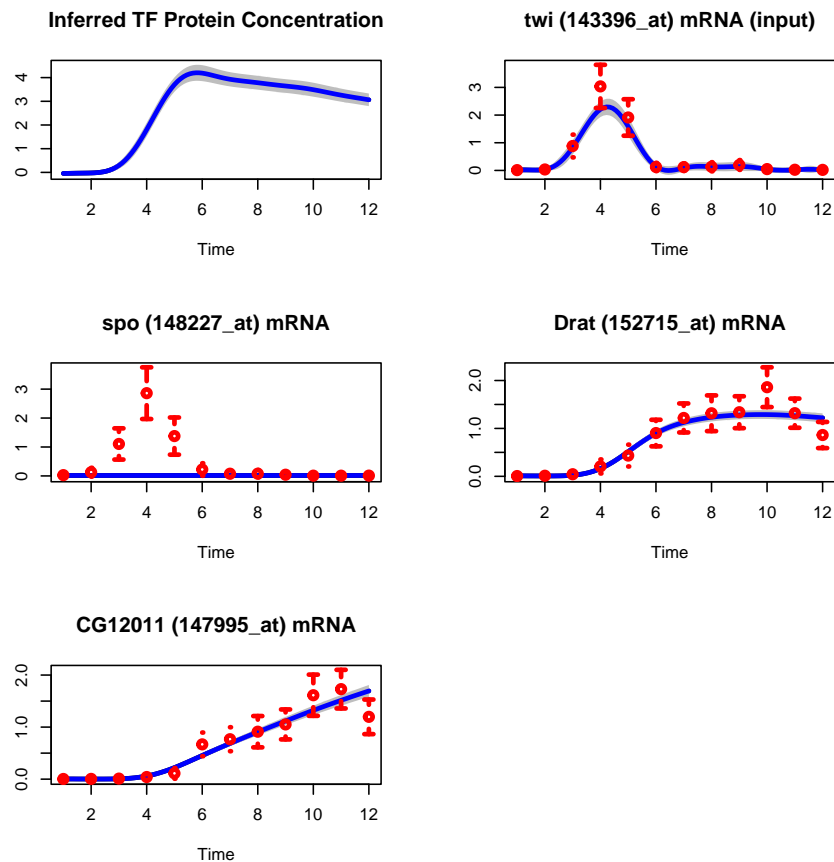 Inferred TF Protein Concentration
0 1 2 3 4
2 4 6 8 10 12
Time
twi (143396_at) mRNA (input)
0 1 2 3
2 4 6 8 10 12
Time
spo (148227_at) mRNA
0 1 2 3
2 4 6 8 10 12
Time
Drat (152715_at) mRNA
0.0 1.0 2.0
2 4 6 8 10 12
Time
CG12011 (147995_at) mRNA
0.0 1.0 2.0
2 4 6 8 10 12
Time